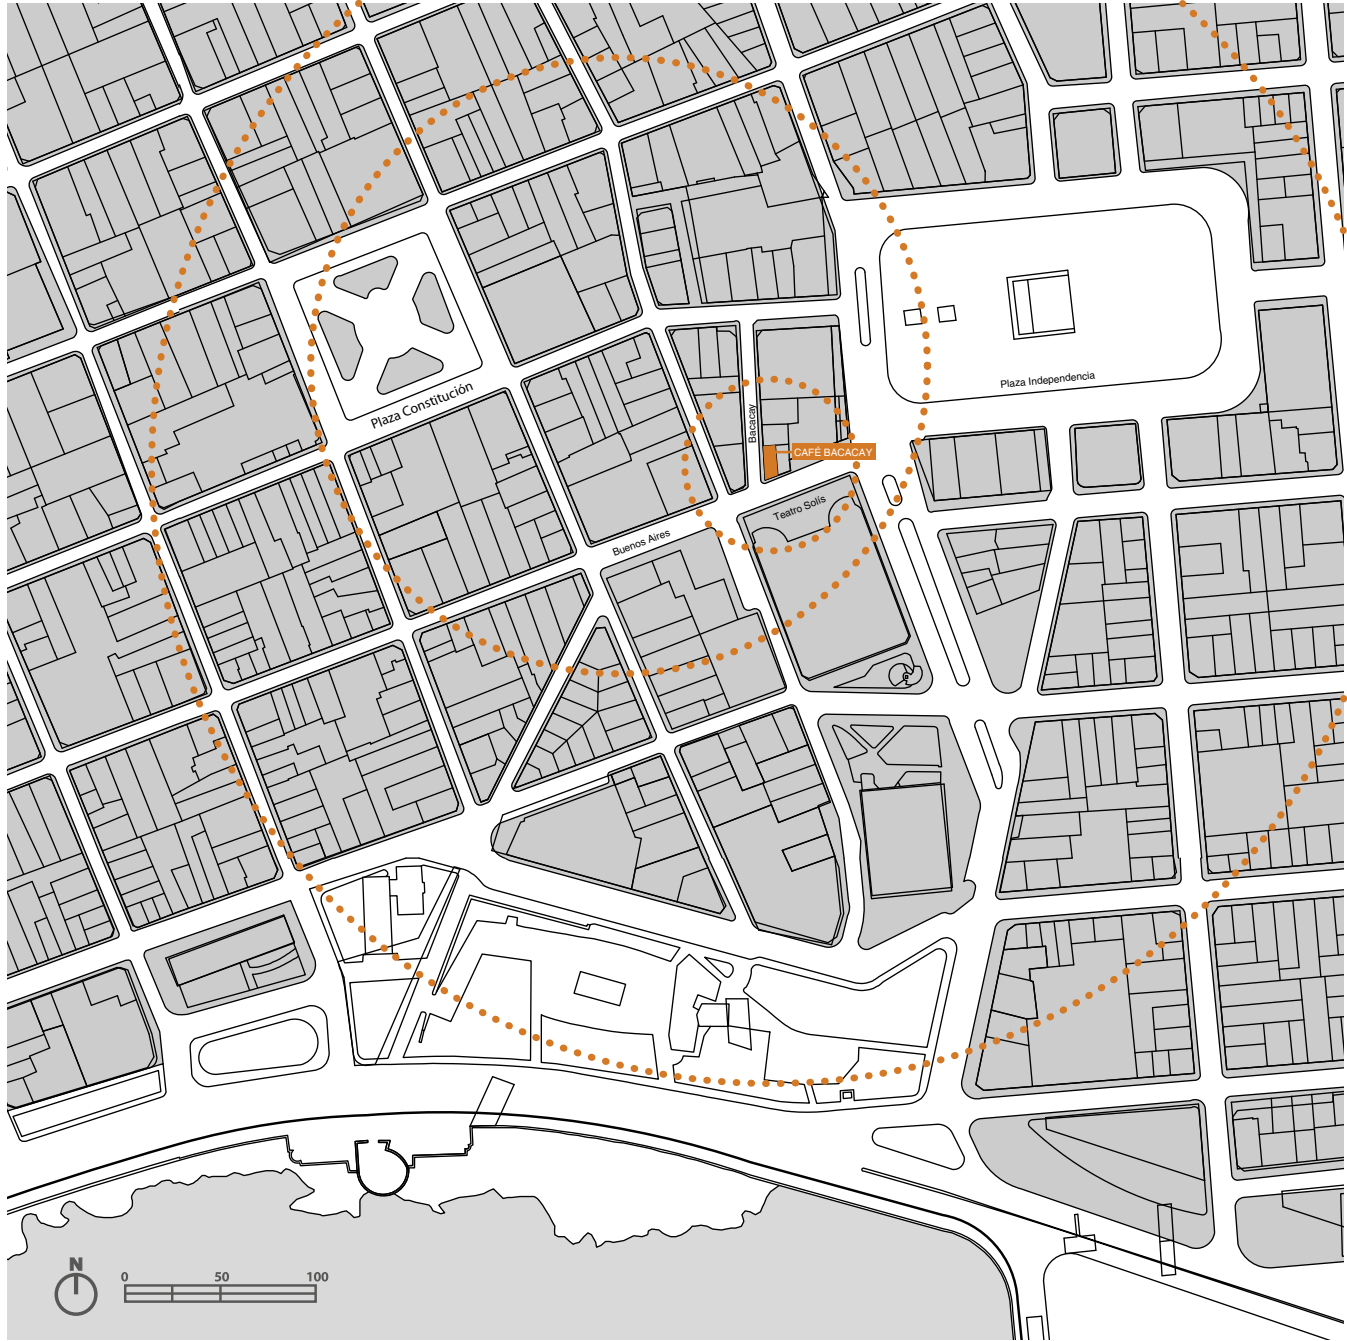 Plaza Independencia
Plaza Constitución
Bacacay
CAFÉ BACACAY
Teatro Solís
Buenos Aires
N
0 50 100